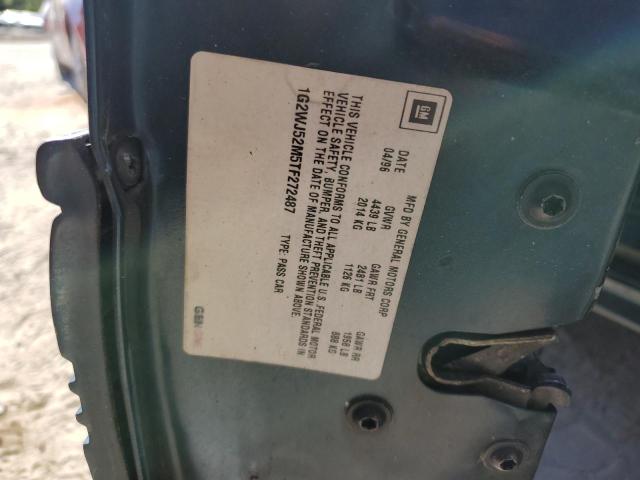 GM
MFD BY GENERAL MOTORS CORP
DATE GVWR GAWR FRT GAWR RR
04/96 4439 LB 2481 LB 1958 LB
2014 KG 1126 KG 888 KG
THIS VEHICLE CONFORMS TO ALL APPLICABLE U.S. FEDERAL MOTOR
VEHICLE SAFETY, BUMPER, AND THEFT PREVENTION STANDARDS IN
EFFECT ON THE DATE OF MANUFACTURE SHOWN ABOVE.
1G2WJ52M5TF272487 TYPE: PASS CAR